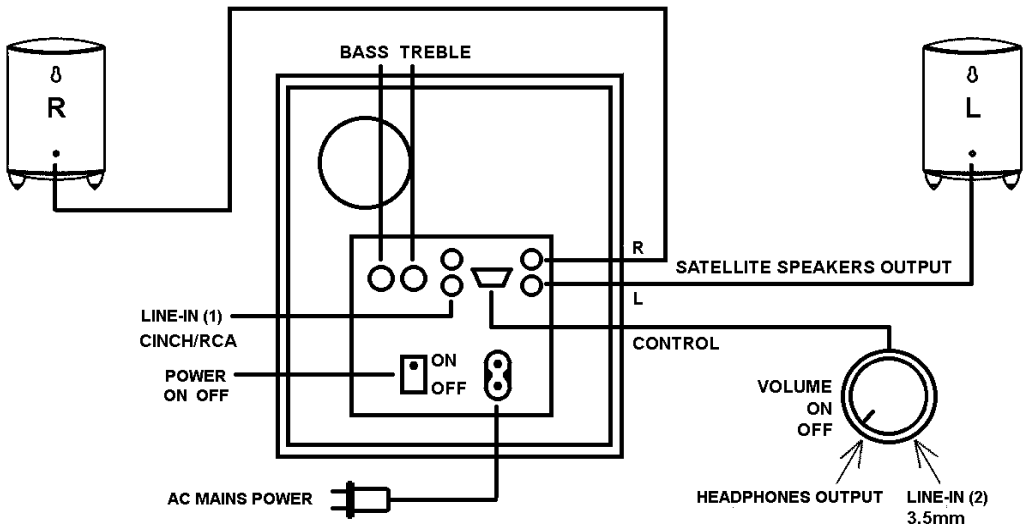 BASS TREBLE
R
L
R
SATELLITE SPEAKERS OUTPUT
L
LINE-IN (1)
CINCH/RCA
CONTROL
ON
OFF
POWER
ON OFF
VOLUME
ON
OFF
AC MAINS POWER
HEADPHONES OUTPUT
LINE-IN (2)
3.5mm